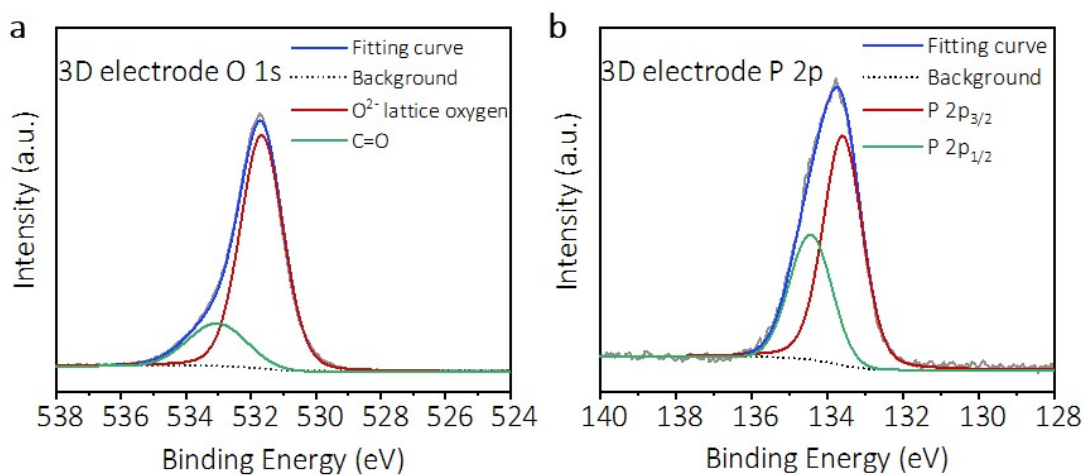 a
3D electrode O 1s
Fitting curve
Background
O²⁻ lattice oxygen
C=O
Intensity (a.u.)
538 536 534 532 530 528 526 524
Binding Energy (eV)
b
3D electrode P 2p
Fitting curve
Background
P 2p₃/₂
P 2p₁/₂
Intensity (a.u.)
140 138 136 134 132 130 128
Binding Energy (eV)